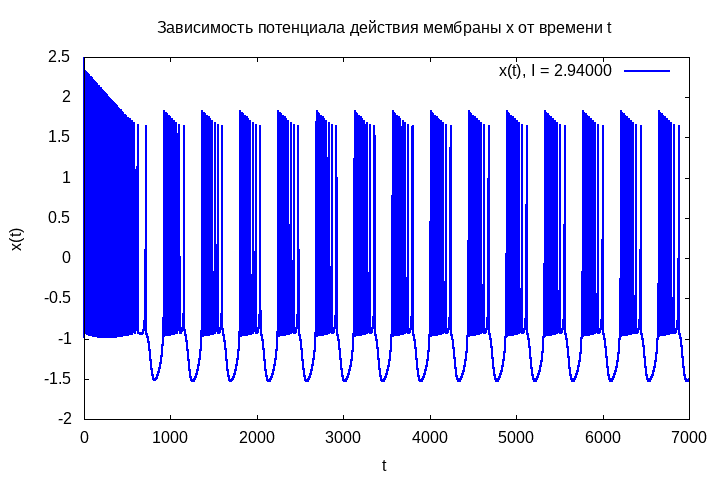 Зависимость потенциала действия мембраны x от времени t
x(t), I = 2.94000
2.5
2
1.5
1
0.5
0
-0.5
-1
-1.5
-2
x(t)
0 1000 2000 3000 4000 5000 6000 7000
t